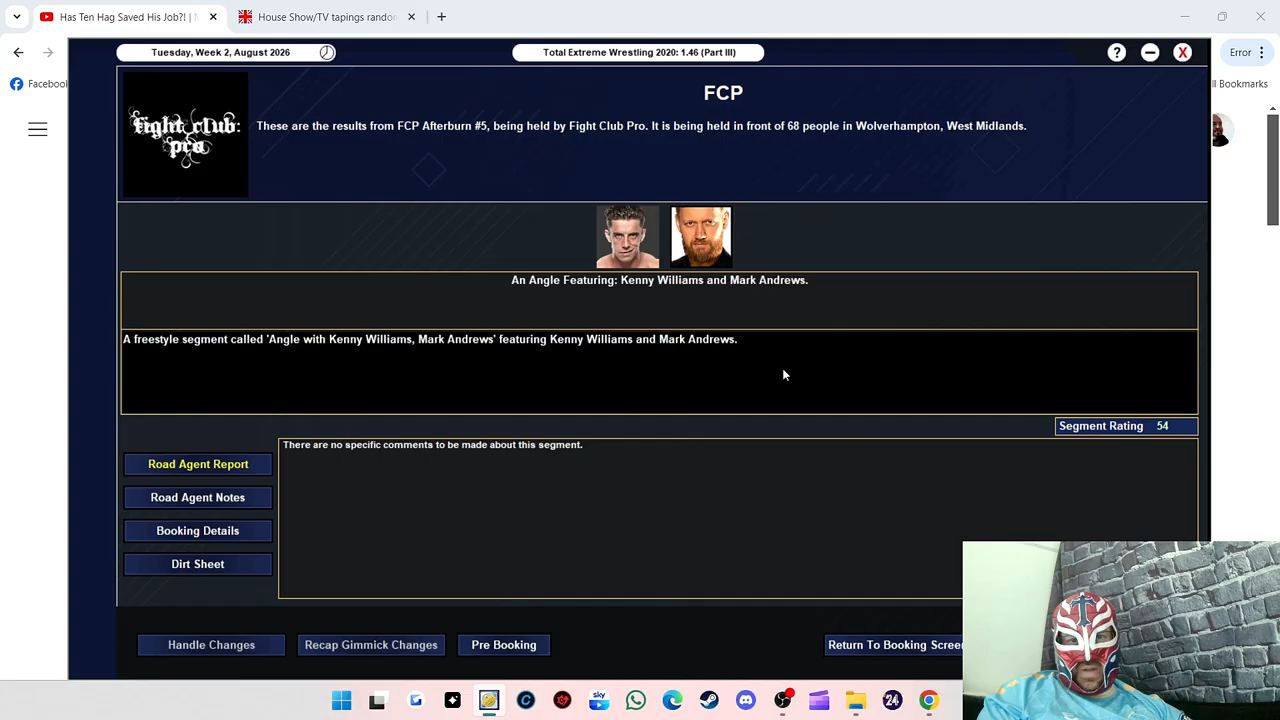 Has Ten Hag Saved His Job?! | M
House Show/TV tapings rando
Facebook
Error
ll Bookmarks
Tuesday, Week 2, August 2026
Total Extreme Wrestling 2020: 1.46 (Part III)
?
X
fight club:
pro
FCP
These are the results from FCP Afterburn #5, being held by Fight Club Pro. It is being held in front of 68 people in Wolverhampton, West Midlands.
An Angle Featuring: Kenny Williams and Mark Andrews.
A freestyle segment called 'Angle with Kenny Williams, Mark Andrews' featuring Kenny Williams and Mark Andrews.
Segment Rating 54
There are no specific comments to be made about this segment.
Road Agent Report
Road Agent Notes
Booking Details
Dirt Sheet
Handle Changes
Recap Gimmick Changes
Pre Booking
Return To Booking Screen
sky
24